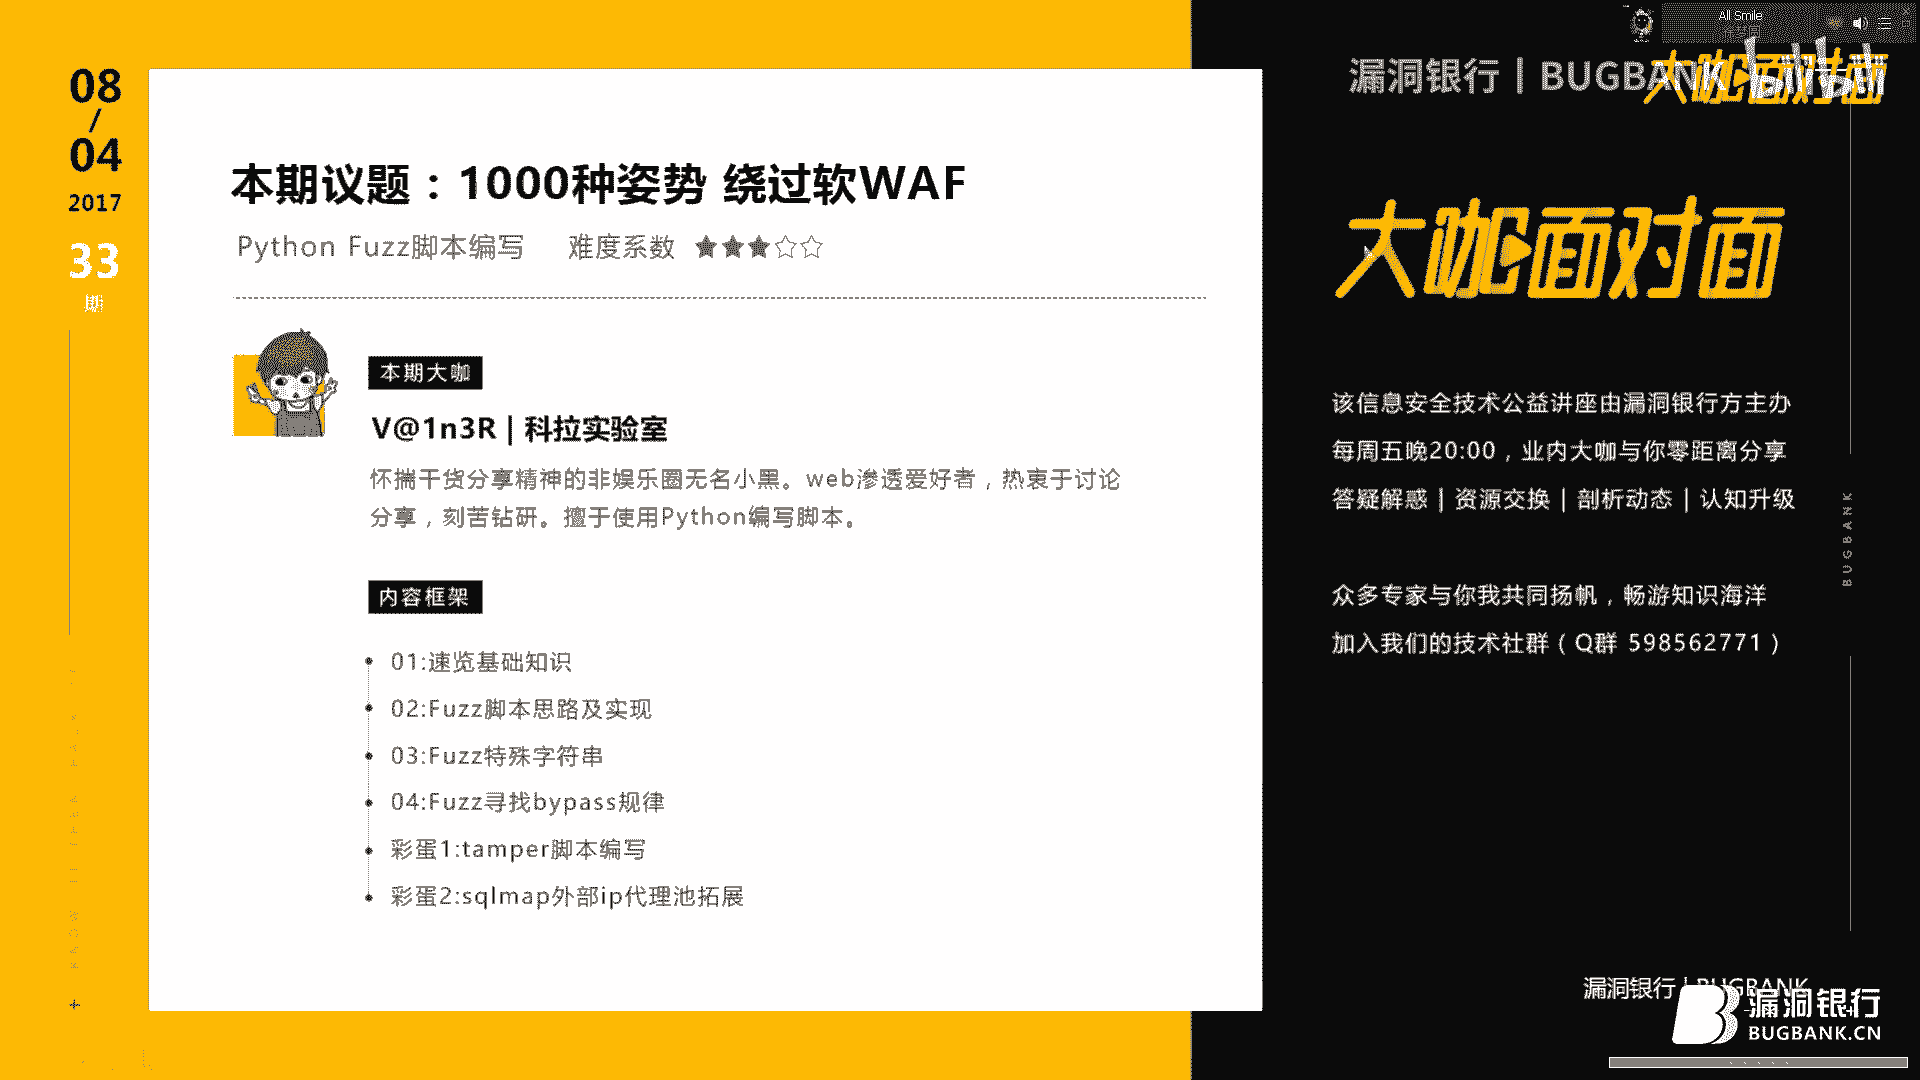 08
/
04
2017
33
期
本期议题：1000种姿势 绕过软WAF
Python Fuzz脚本编写 难度系数 ★★★☆☆
本期大咖
V@1n3R | 科拉实验室
怀揣干货分享精神的非娱乐圈无名小黑。web渗透爱好者，热衷于讨论
分享，刻苦钻研。擅于使用Python编写脚本。
内容框架
01:速览基础知识
02:Fuzz脚本思路及实现
03:Fuzz特殊字符串
04:Fuzz寻找bypass规律
彩蛋1:tamper脚本编写
彩蛋2:sqlmap外部ip代理池拓展
All Smile
漏洞银行 | BUGBANK
大咖面对面
bilibili
大咖面对面
该信息安全技术公益讲座由漏洞银行方主办
每周五晚20:00，业内大咖与你零距离分享
答疑解惑 | 资源交换 | 剖析动态 | 认知升级
众多专家与你我共同扬帆，畅游知识海洋
加入我们的技术社群（Q群 598562771）
BUGBANK
漏洞银行 | BUGBANK
漏洞银行
BUGBANK.CN